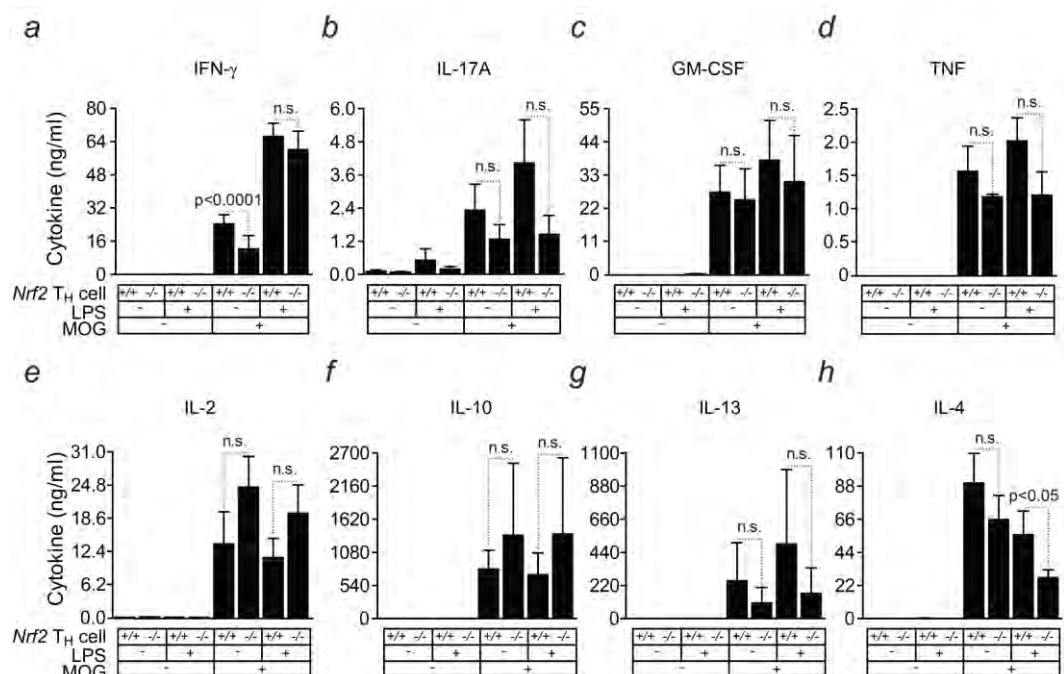 a b c d
IFN-γ IL-17A GM-CSF TNF
80 6.0 55 2.5
64 4.8 44 2.0
48 3.6 33 1.5
32 2.4 22 1.0
16 1.2 11 0.5
0 0.0 0 0
Cytokine (ng/ml)
p<0.0001 n.s. n.s. n.s. n.s. n.s. n.s. n.s.
Nrf2 TH cell +/+ -/- +/+ -/- +/+ -/- +/+ -/- +/+ -/- +/+ -/- +/+ -/- +/+ -/- +/+ -/- +/+ -/- +/+ -/- +/+ -/- +/+ -/- +/+ -/- +/+ -/- +/+ -/-
LPS - + - + - + - + - + - + - + - +
MOG - + - + - + - +
e f g h
IL-2 IL-10 IL-13 IL-4
31.0 2700 1100 110
24.8 2160 880 88
18.6 1620 660 66
12.4 1080 440 44
6.2 540 220 22
0.0 0 0 0
Cytokine (ng/ml)
n.s. n.s. n.s. n.s. n.s. n.s. n.s. p<0.05
Nrf2 TH cell +/+ -/- +/+ -/- +/+ -/- +/+ -/- +/+ -/- +/+ -/- +/+ -/- +/+ -/- +/+ -/- +/+ -/- +/+ -/- +/+ -/- +/+ -/- +/+ -/- +/+ -/- +/+ -/-
LPS - + - + - + - + - + - + - + - +
MOG - + - + - + - +